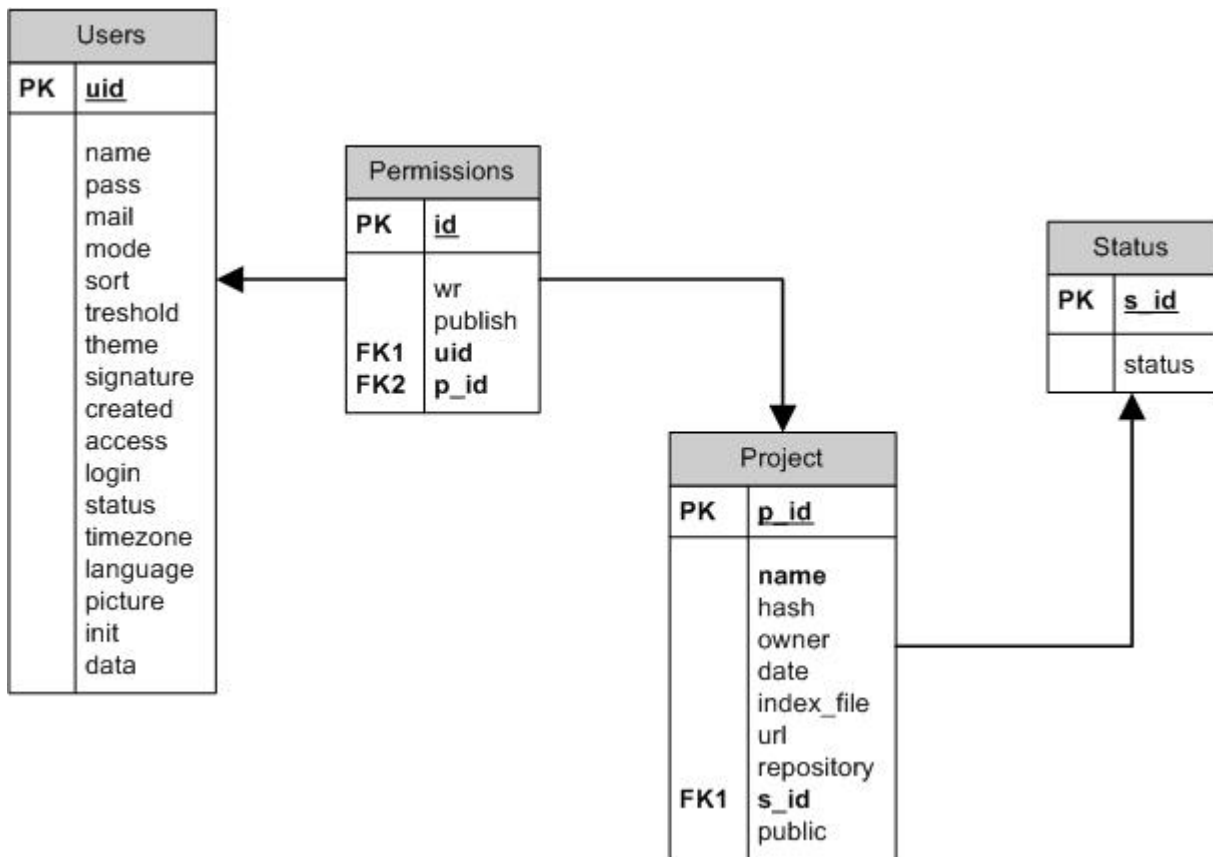 Users
PK uid
name
pass
mail
mode
sort
treshold
theme
signature
created
access
login
status
timezone
language
picture
init
data
Permissions
PK id
wr
publish
FK1 uid
FK2 p_id
Project
PK p_id
name
hash
owner
date
index_file
url
repository
FK1 s_id
public
Status
PK s_id
status